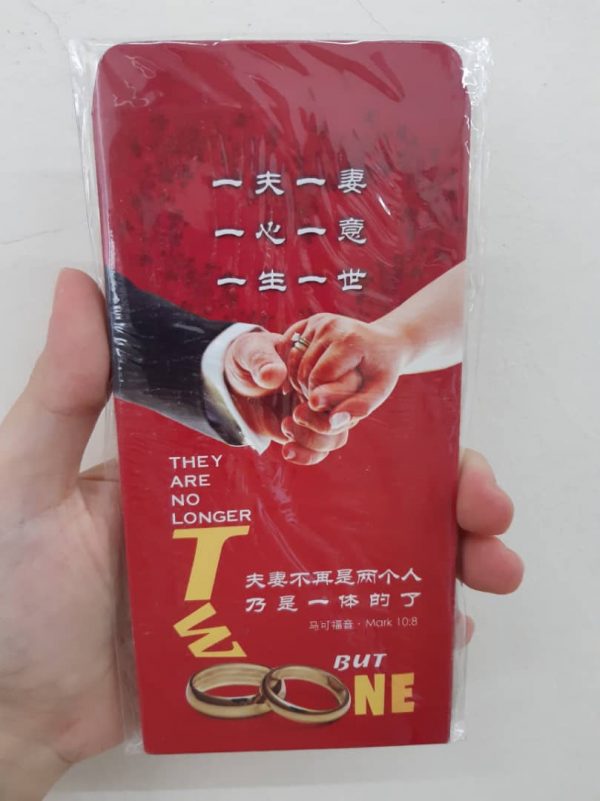 一夫一妻
一心一意
一生一世
THEY
ARE
NO
LONGER
TWO
夫妻不再是两个人
乃是一体的了
马可福音·Mark 10:8
BUT
ONE